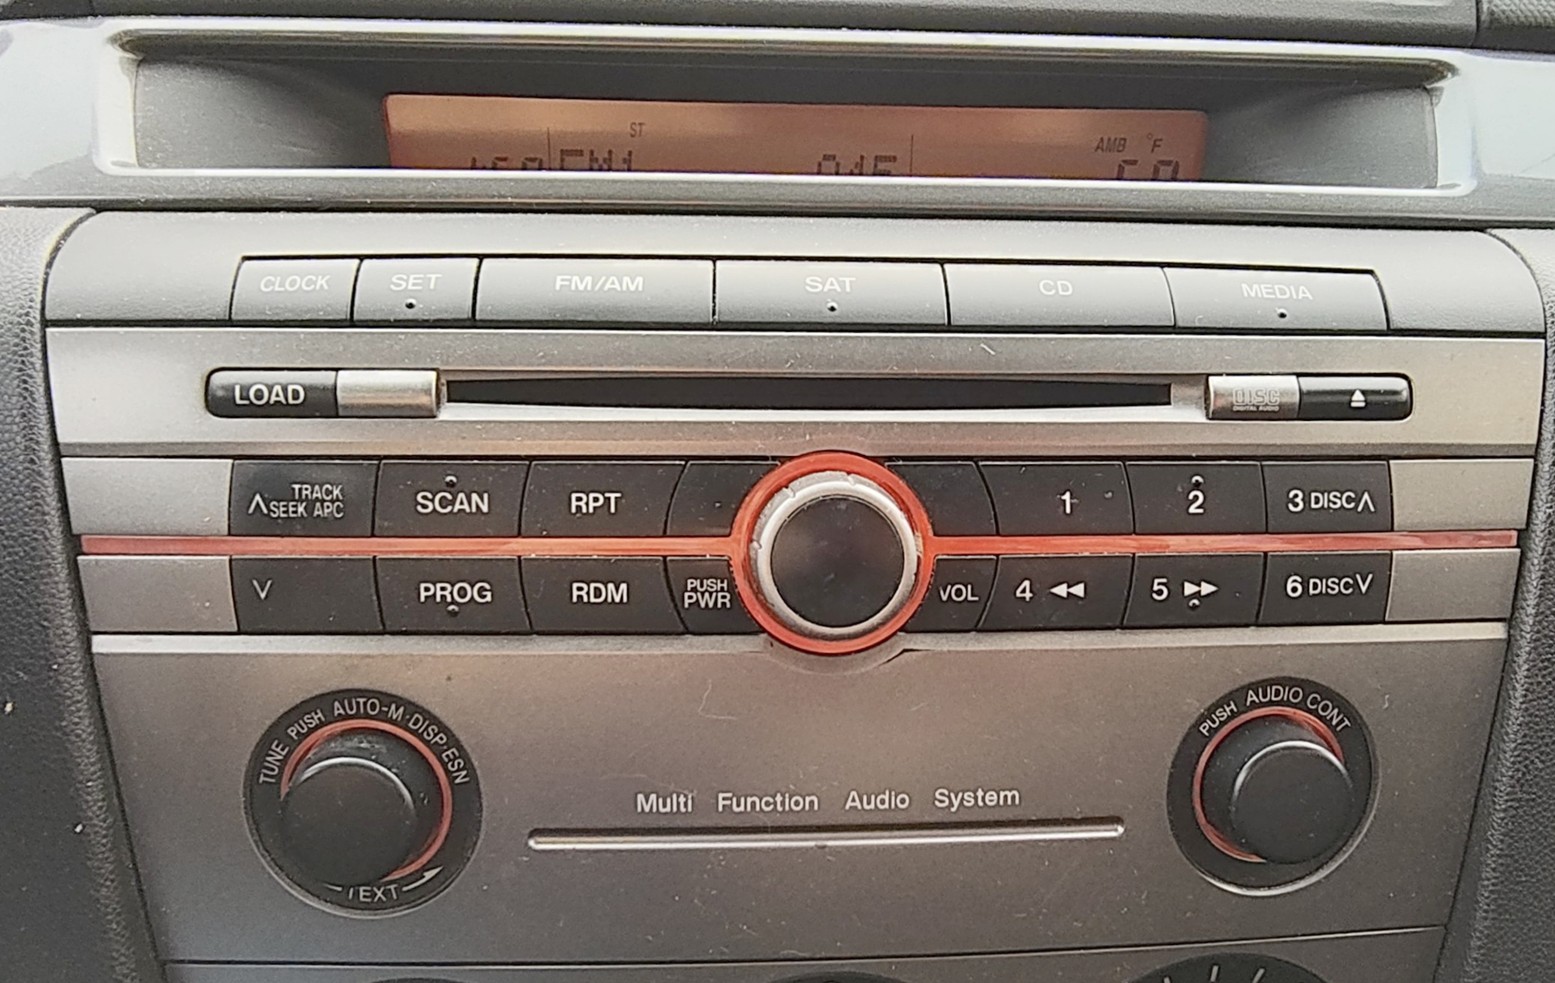 ST
AMB °F
CLOCK SET FM/AM SAT CD MEDIA
LOAD
DISC
DIGITAL AUDIO
TRACK
SEEK APC
SCAN RPT 1 2 3 DISC
PROG RDM PUSH
PWR
VOL 4 5 6 DISC
TUNE PUSH AUTO-M·DISP·ESN
TEXT
PUSH AUDIO CONT
Multi Function Audio System